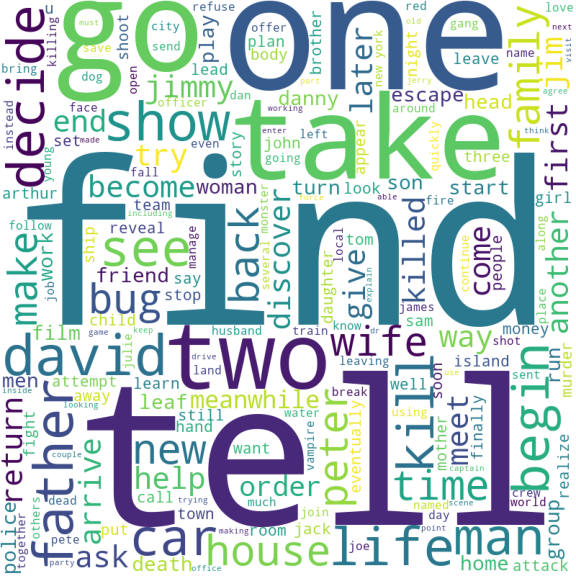 decide
go
one
family
find
tell
take
two
show
see
david
father
kill
life
man
begin
new
car
house
time
wife
peter
bug
back
discover
make
come
another
first
jim
jimmy
later
end
try
become
woman
friend
escape
head
meet
way
give
help
order
ask
arrive
return
meanwhile
killed
turn
look
son
start
danny
brother
play
plan
body
offer
lead
leave
night
red
old
gang
name
love
next
visit
agree
think
girl
refuse
city
send
must
save
shoot
killing
bring
dog
open
officer
dan
working
part
new york
jerry
face
instead
set
made
young
enter
john
going
left
around
appear
quickly
three
even
story
fall
arthur
team
including
reveal
several
monster
able
force
fire
local
people
continue
along
another
place
follow
job
work
ship
manage
say
stop
tom
daughter
explain
james
sam
shot
money
film
child
game
julie
keep
husband
train
know
dr
island
run
murder
men
attempt
learn
drive
land
leaving
well
soon
sent
break
inside
looking
away
leaf
still
hand
water
vampire
want
eventually
using
use
mother
finally
fight
couple
call
trying
much
captain
named
scene
crew
world
group
realize
police
together
others
dead
pete
put
town
room
join
jack
day
point
death
making
joe
party
office
home
attack